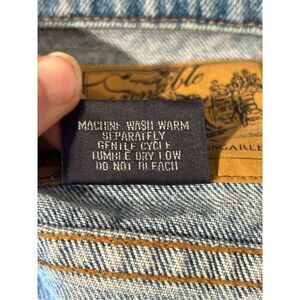 MACHINE WASH WARM
SEPARATELY
GENTLE CYCLE
TUMBLE DRY LOW
DO NOT BLEACH